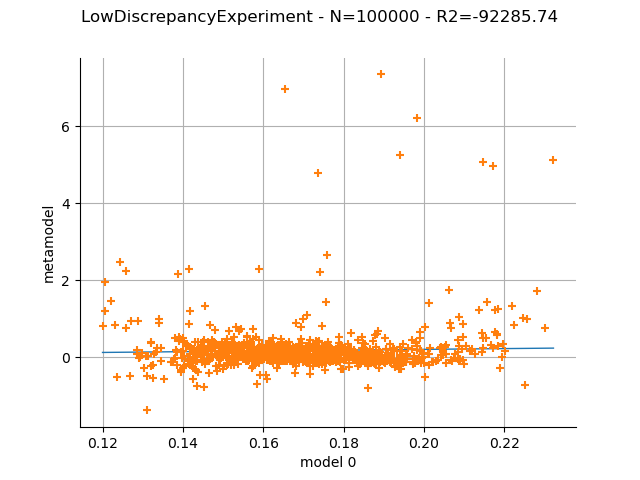 LowDiscrepancyExperiment - N=100000 - R2=-92285.74
metamodel
6
4
2
0
0.12 0.14 0.16 0.18 0.20 0.22
model 0